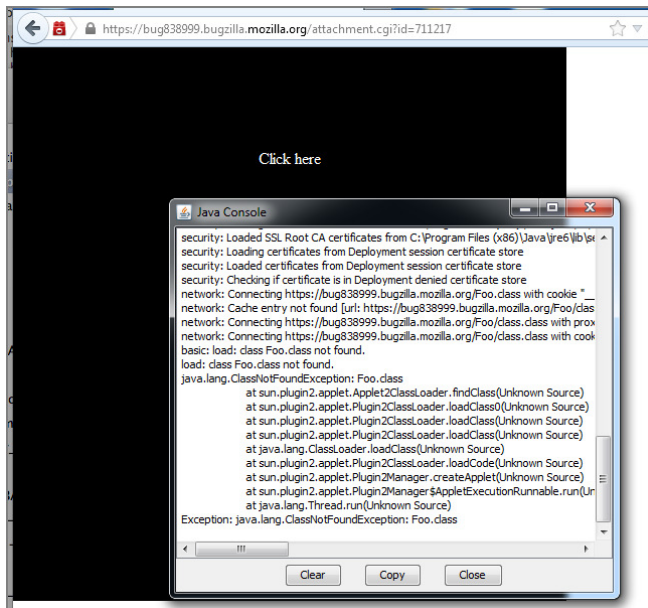 https://bug838999.bugzilla.mozilla.org/attachment.cgi?id=711217
Click here
Java Console
security: Loaded SSL Root CA certificates from C:\Program Files (x86)\Java\jre6\lib\se
security: Loading certificates from Deployment session certificate store
security: Loaded certificates from Deployment session certificate store
security: Checking if certificate is in Deployment denied certificate store
network: Connecting https://bug838999.bugzilla.mozilla.org/Foo.class with cookie "__
network: Cache entry not found [url: https://bug838999.bugzilla.mozilla.org/Foo/clas
network: Connecting https://bug838999.bugzilla.mozilla.org/Foo/class.class with prox
network: Connecting https://bug838999.bugzilla.mozilla.org/Foo/class.class with cook
basic: load: class Foo.class not found.
load: class Foo.class not found.
java.lang.ClassNotFoundException: Foo.class
at sun.plugin2.applet.Applet2ClassLoader.findClass(Unknown Source)
at sun.plugin2.applet.Plugin2ClassLoader.loadClass0(Unknown Source)
at sun.plugin2.applet.Plugin2ClassLoader.loadClass(Unknown Source)
at sun.plugin2.applet.Plugin2ClassLoader.loadClass(Unknown Source)
at java.lang.ClassLoader.loadClass(Unknown Source)
at sun.plugin2.applet.Plugin2ClassLoader.loadCode(Unknown Source)
at sun.plugin2.applet.Plugin2Manager.createApplet(Unknown Source)
at sun.plugin2.applet.Plugin2Manager$AppletExecutionRunnable.run(Un
at java.lang.Thread.run(Unknown Source)
Exception: java.lang.ClassNotFoundException: Foo.class
Clear Copy Close